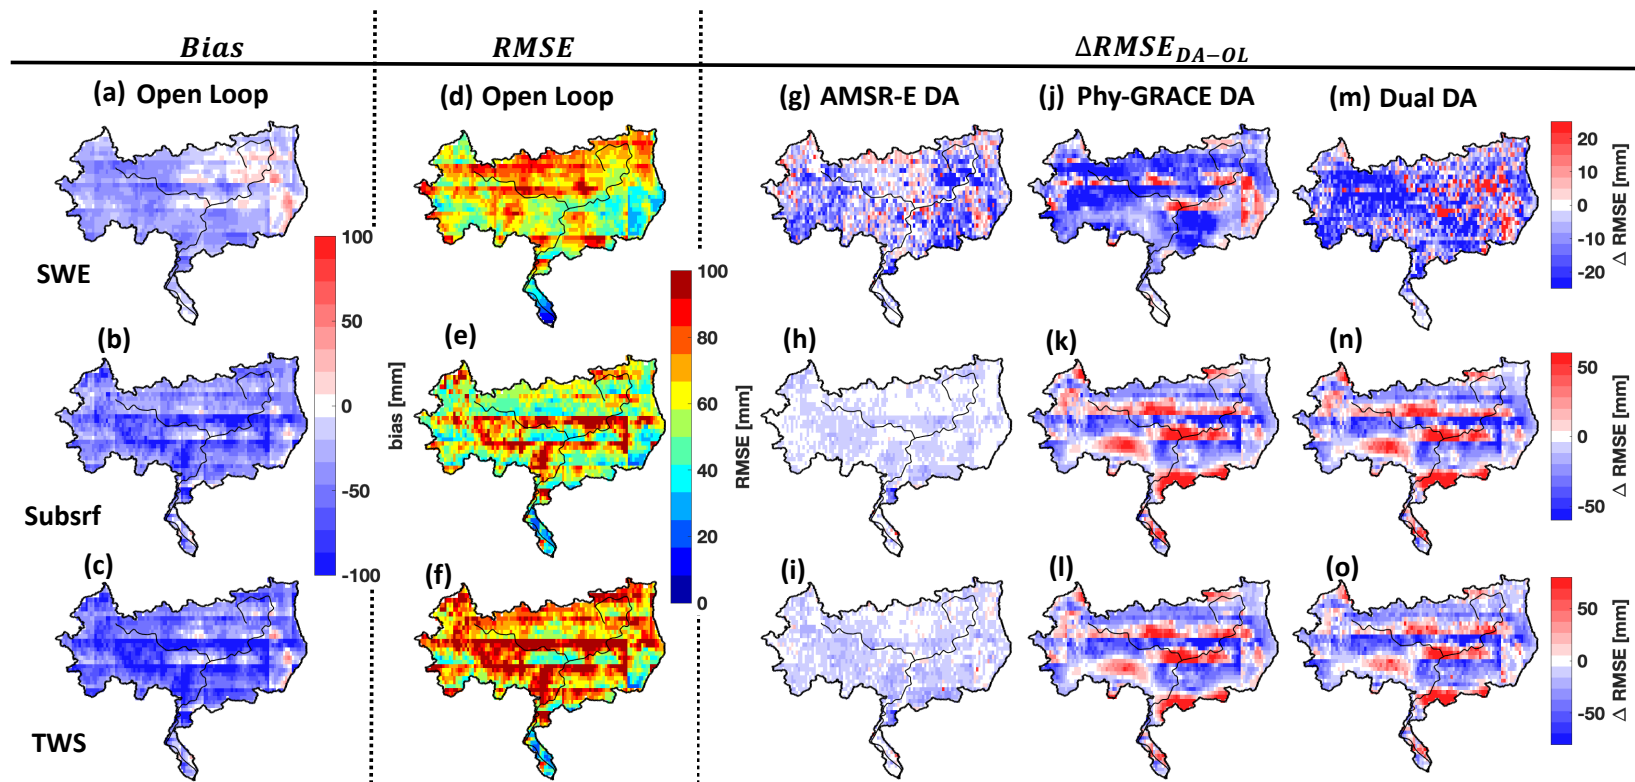 Bias RMSE ΔRMSE_{DA−OL}
(a) Open Loop (d) Open Loop (g) AMSR-E DA (j) Phy-GRACE DA (m) Dual DA
SWE
(b) (e) (h) (k) (n)
Subsrf
(c) (f) (i) (l) (o)
TWS
100
50
0
-50
-100
bias [mm]
100
80
60
40
20
0
RMSE [mm]
20
10
0
-10
-20
Δ RMSE [mm]
50
0
-50
Δ RMSE [mm]
50
0
-50
Δ RMSE [mm]